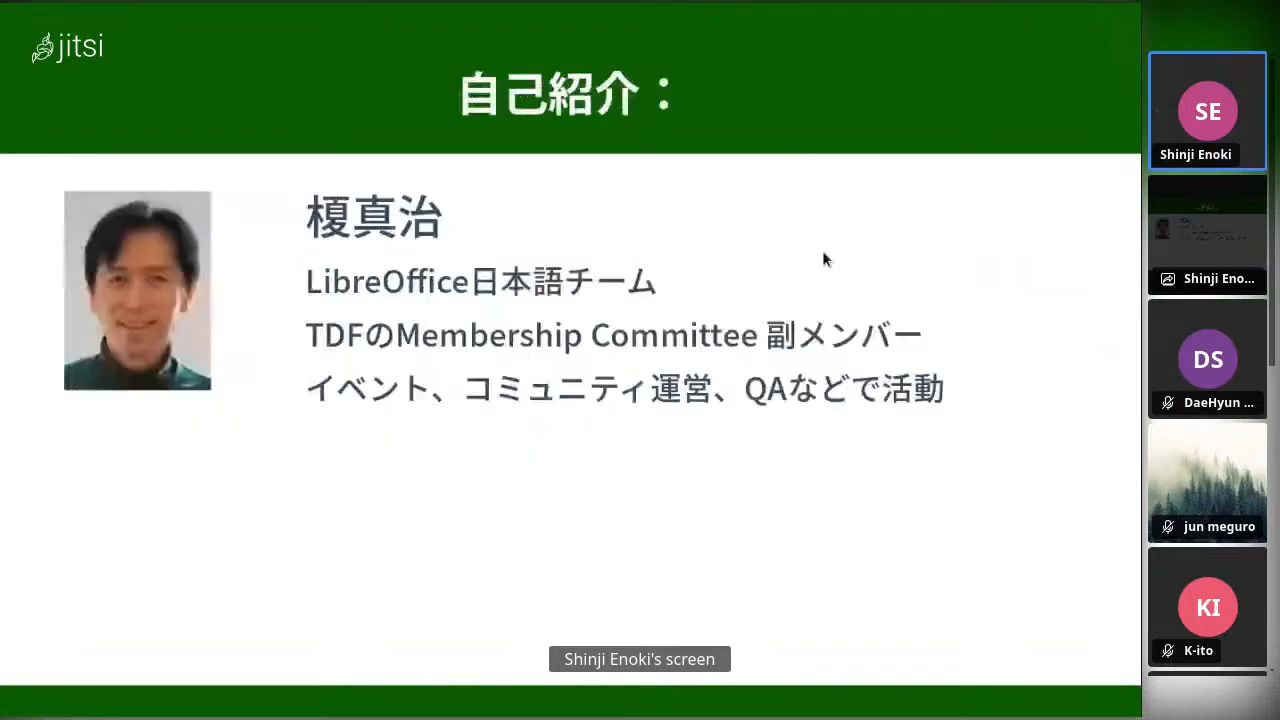 jitsi
自己紹介：
榎真治
LibreOffice日本語チーム
TDFのMembership Committee 副メンバー
イベント、コミュニティ運営、QAなどで活動
Shinji Enoki's screen
SE
Shinji Enoki
Shinji Eno...
DS
DaeHyun ...
jun meguro
KI
K-ito